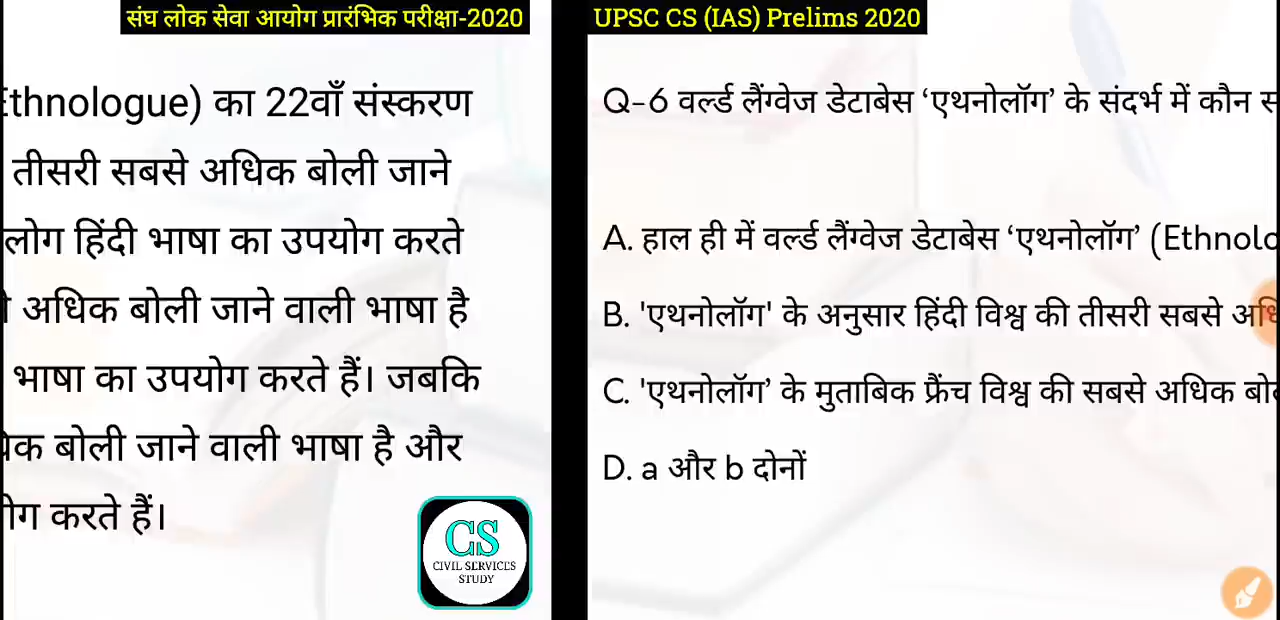 संघ लोक सेवा आयोग प्रारंभिक परीक्षा-2020
Ethnologue) का 22वाँ संस्करण
तीसरी सबसे अधिक बोली जाने
लोग हिंदी भाषा का उपयोग करते
अधिक बोली जाने वाली भाषा है
भाषा का उपयोग करते हैं। जबकि
बोली जाने वाली भाषा है और
करते हैं।
CS
CIVIL SERVICES
STUDY
UPSC CS (IAS) Prelims 2020
Q-6 वर्ल्ड लैंग्वेज डेटाबेस ‘एथनोलॉग’ के संदर्भ में कौन
A. हाल ही में वर्ल्ड लैंग्वेज डेटाबेस ‘एथनोलॉग’ (Ethnolo
B. 'एथनोलॉग' के अनुसार हिंदी विश्व की तीसरी सबसे
C. 'एथनोलॉग’ के मुताबिक फ्रैंच विश्व की सबसे अधिक
D. a और b दोनों